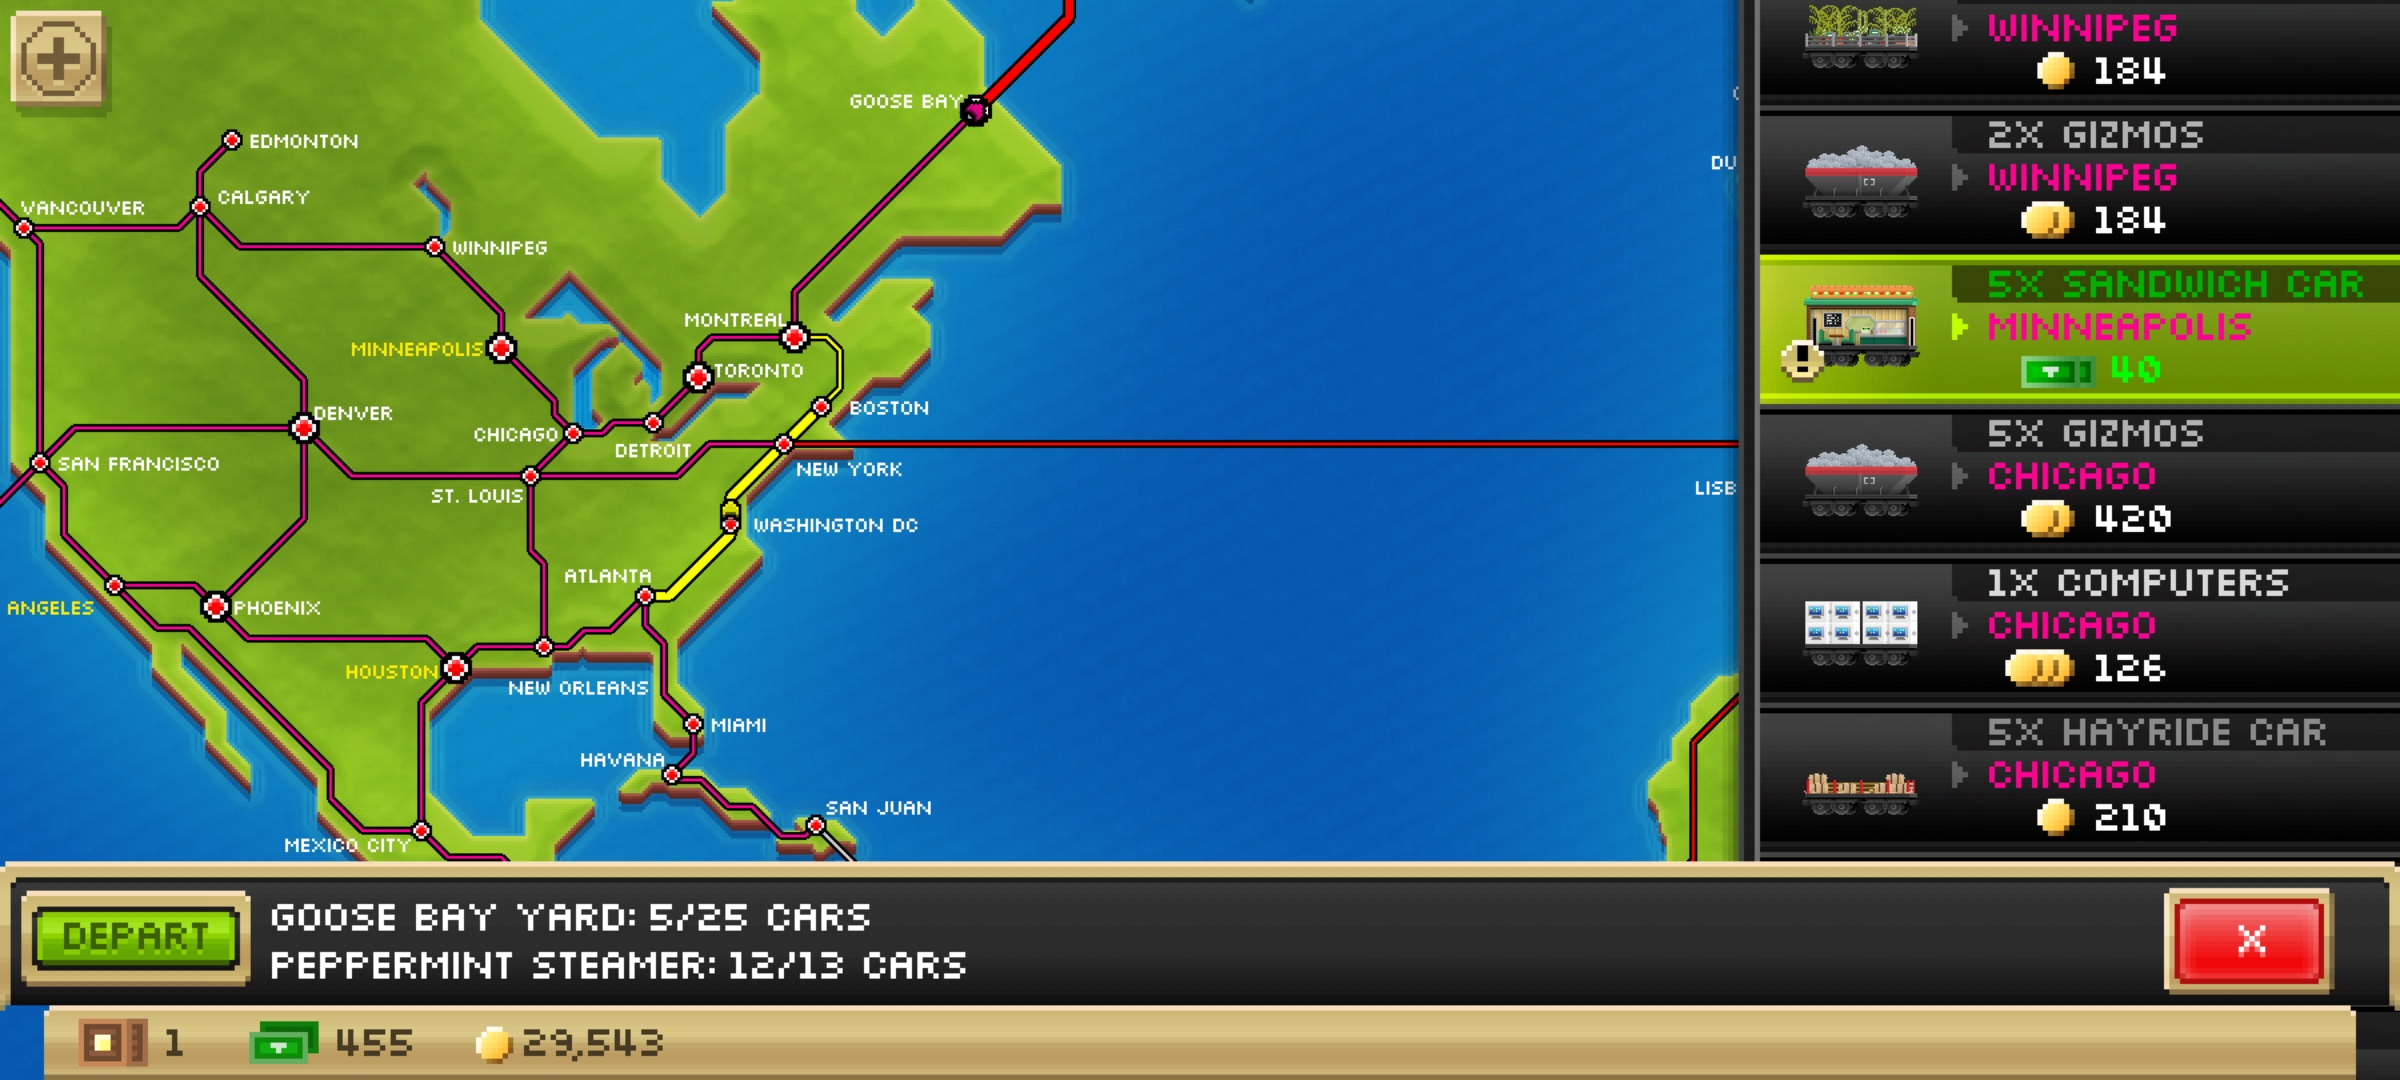 GOOSE BAY
EDMONTON
CALGARY
VANCOUVER
WINNIPEG
MONTREAL
MINNEAPOLIS
TORONTO
BOSTON
DENVER
CHICAGO
DETROIT
SAN FRANCISCO
NEW YORK
ST. LOUIS
LISB
DU
WASHINGTON DC
ATLANTA
ANGELES
PHOENIX
HOUSTON
NEW ORLEANS
MIAMI
HAVANA
SAN JUAN
MEXICO CITY
WINNIPEG
184
2X GIZMOS
WINNIPEG
184
5X SANDWICH CAR
MINNEAPOLIS
40
5X GIZMOS
CHICAGO
420
1X COMPUTERS
CHICAGO
126
5X HAYRIDE CAR
CHICAGO
210
DEPART
GOOSE BAY YARD: 5/25 CARS
PEPPERMINT STEAMER: 12/13 CARS
X
1
455
29,543